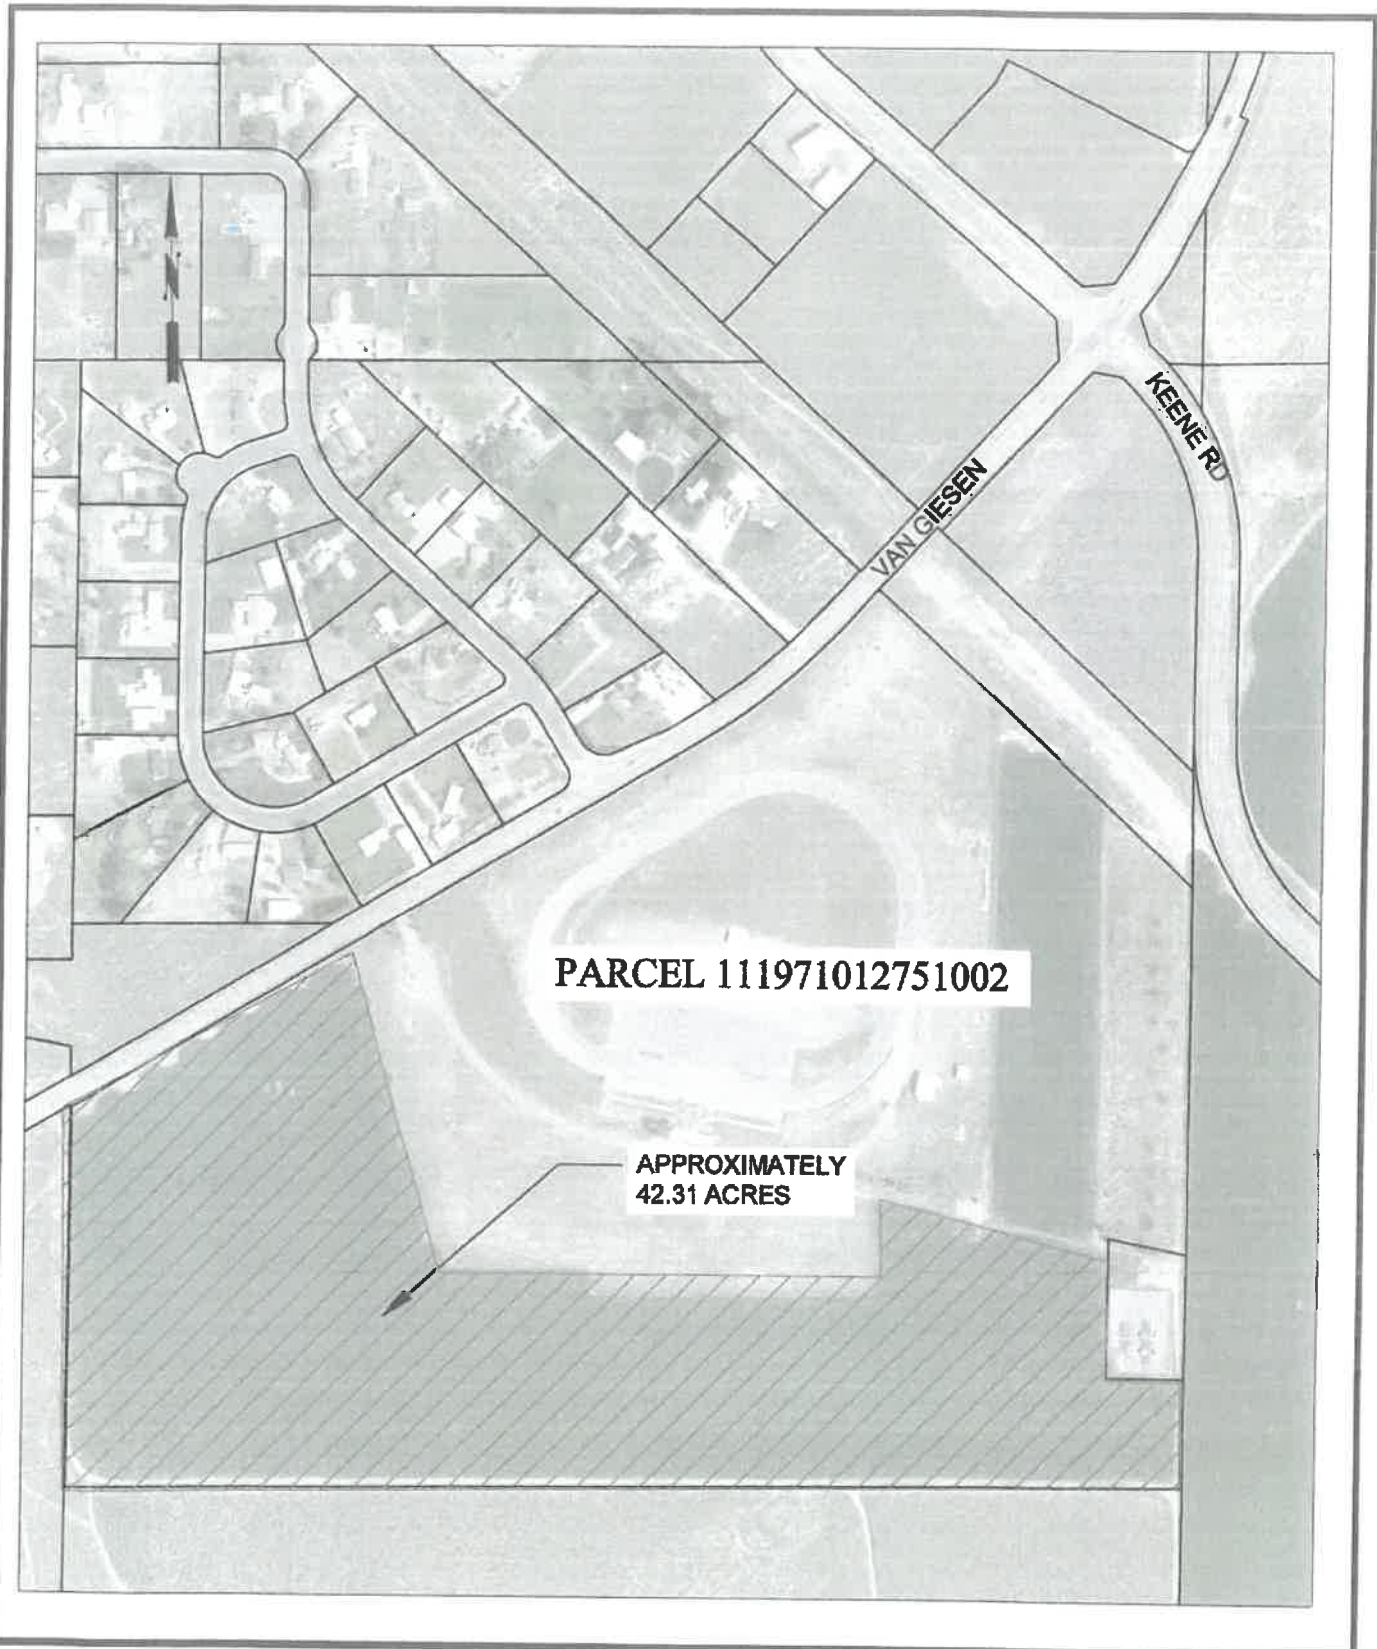 N
KEENE RD
VAN GIESEN
PARCEL 111971012751002
APPROXIMATELY
42.31 ACRES